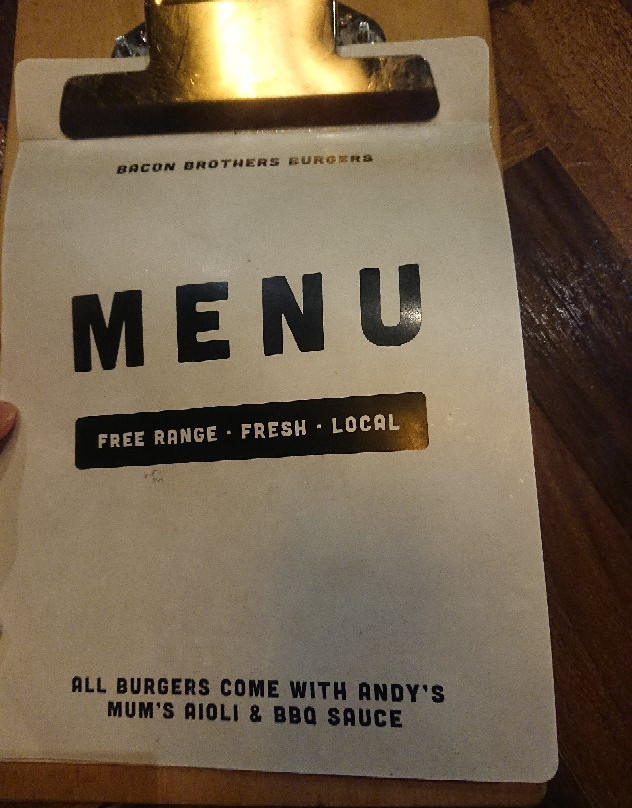 BACON BROTHERS BURGERS
MENU
FREE RANGE · FRESH · LOCAL
ALL BURGERS COME WITH ANDY'S
MUM'S AIOLI & BBQ SAUCE